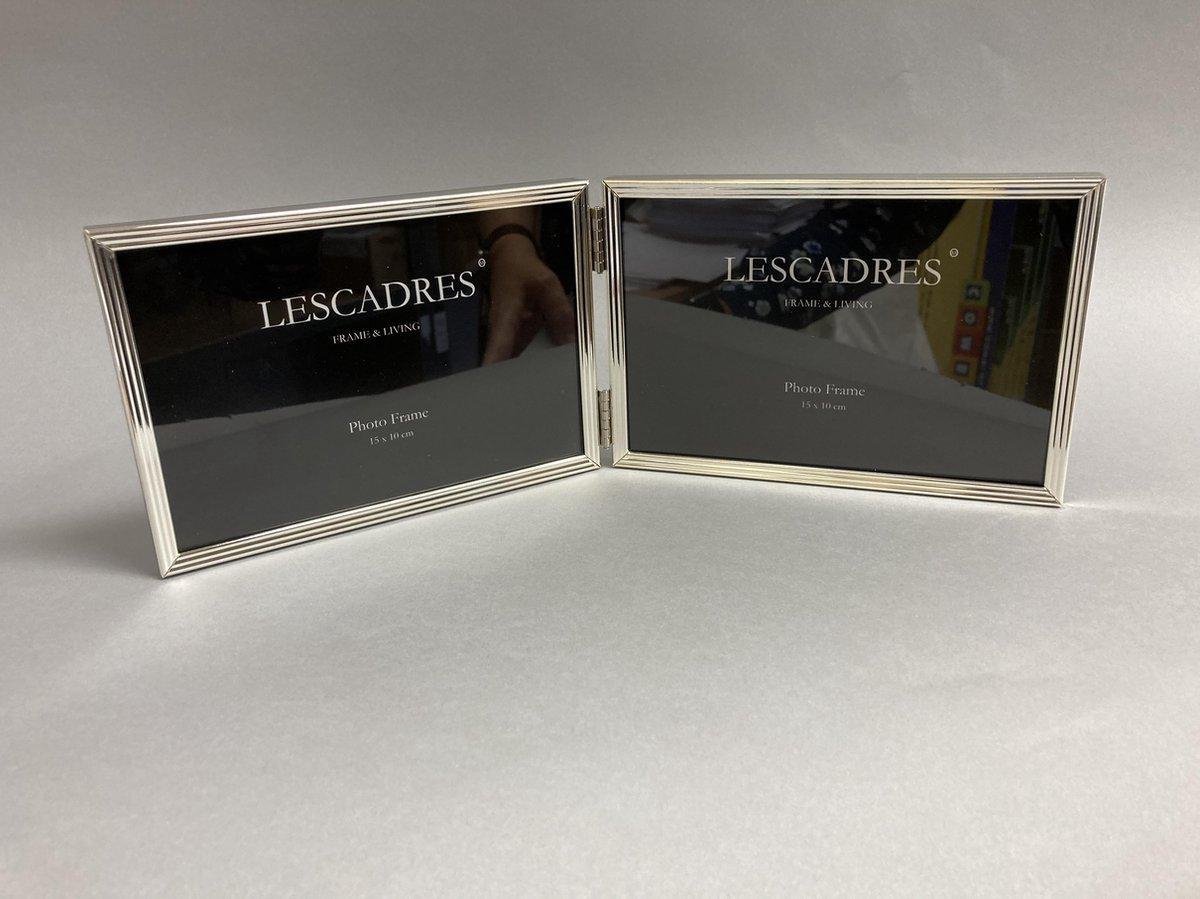 LESCADRES
FRAME & LIVING
Photo Frame
15 x 10 cm
LESCADRES
FRAME & LIVING
Photo Frame
15 x 10 cm